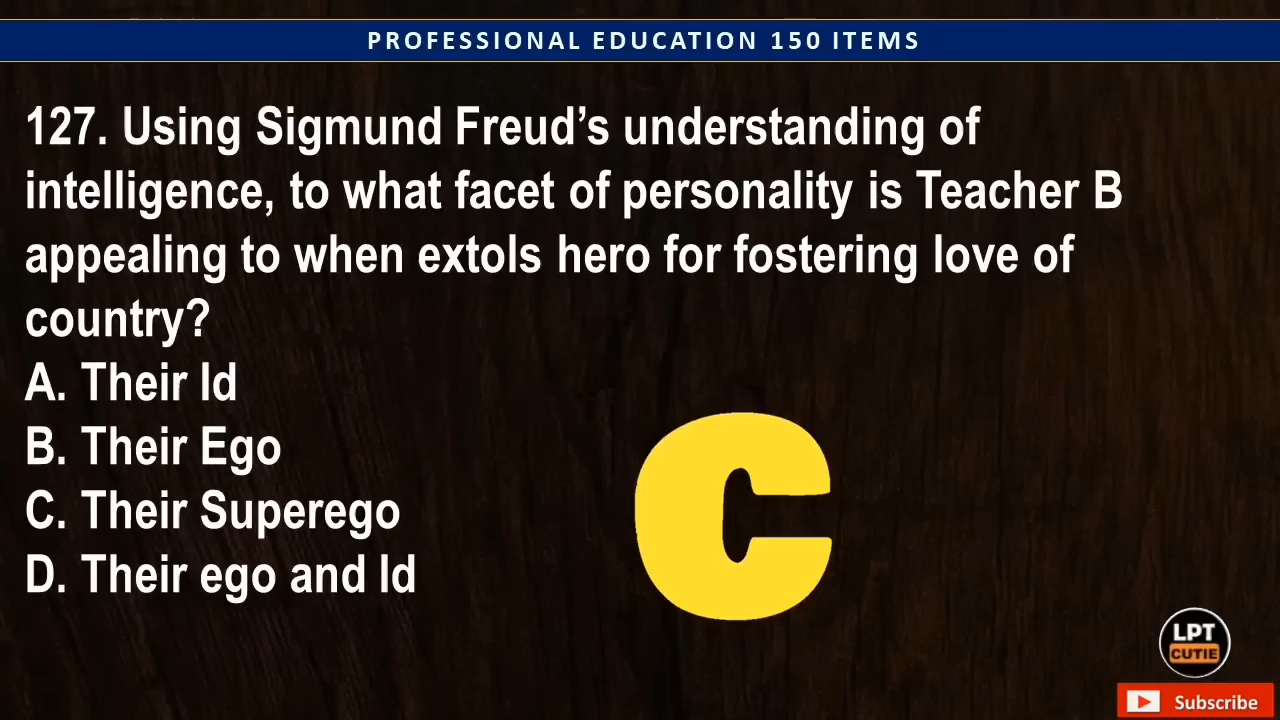 PROFESSIONAL EDUCATION 150 ITEMS
127. Using Sigmund Freud’s understanding of
intelligence, to what facet of personality is Teacher B
appealing to when extols hero for fostering love of
country?
A. Their Id
B. Their Ego
C. Their Superego
D. Their ego and Id
C
LPT
CUTIE
Subscribe